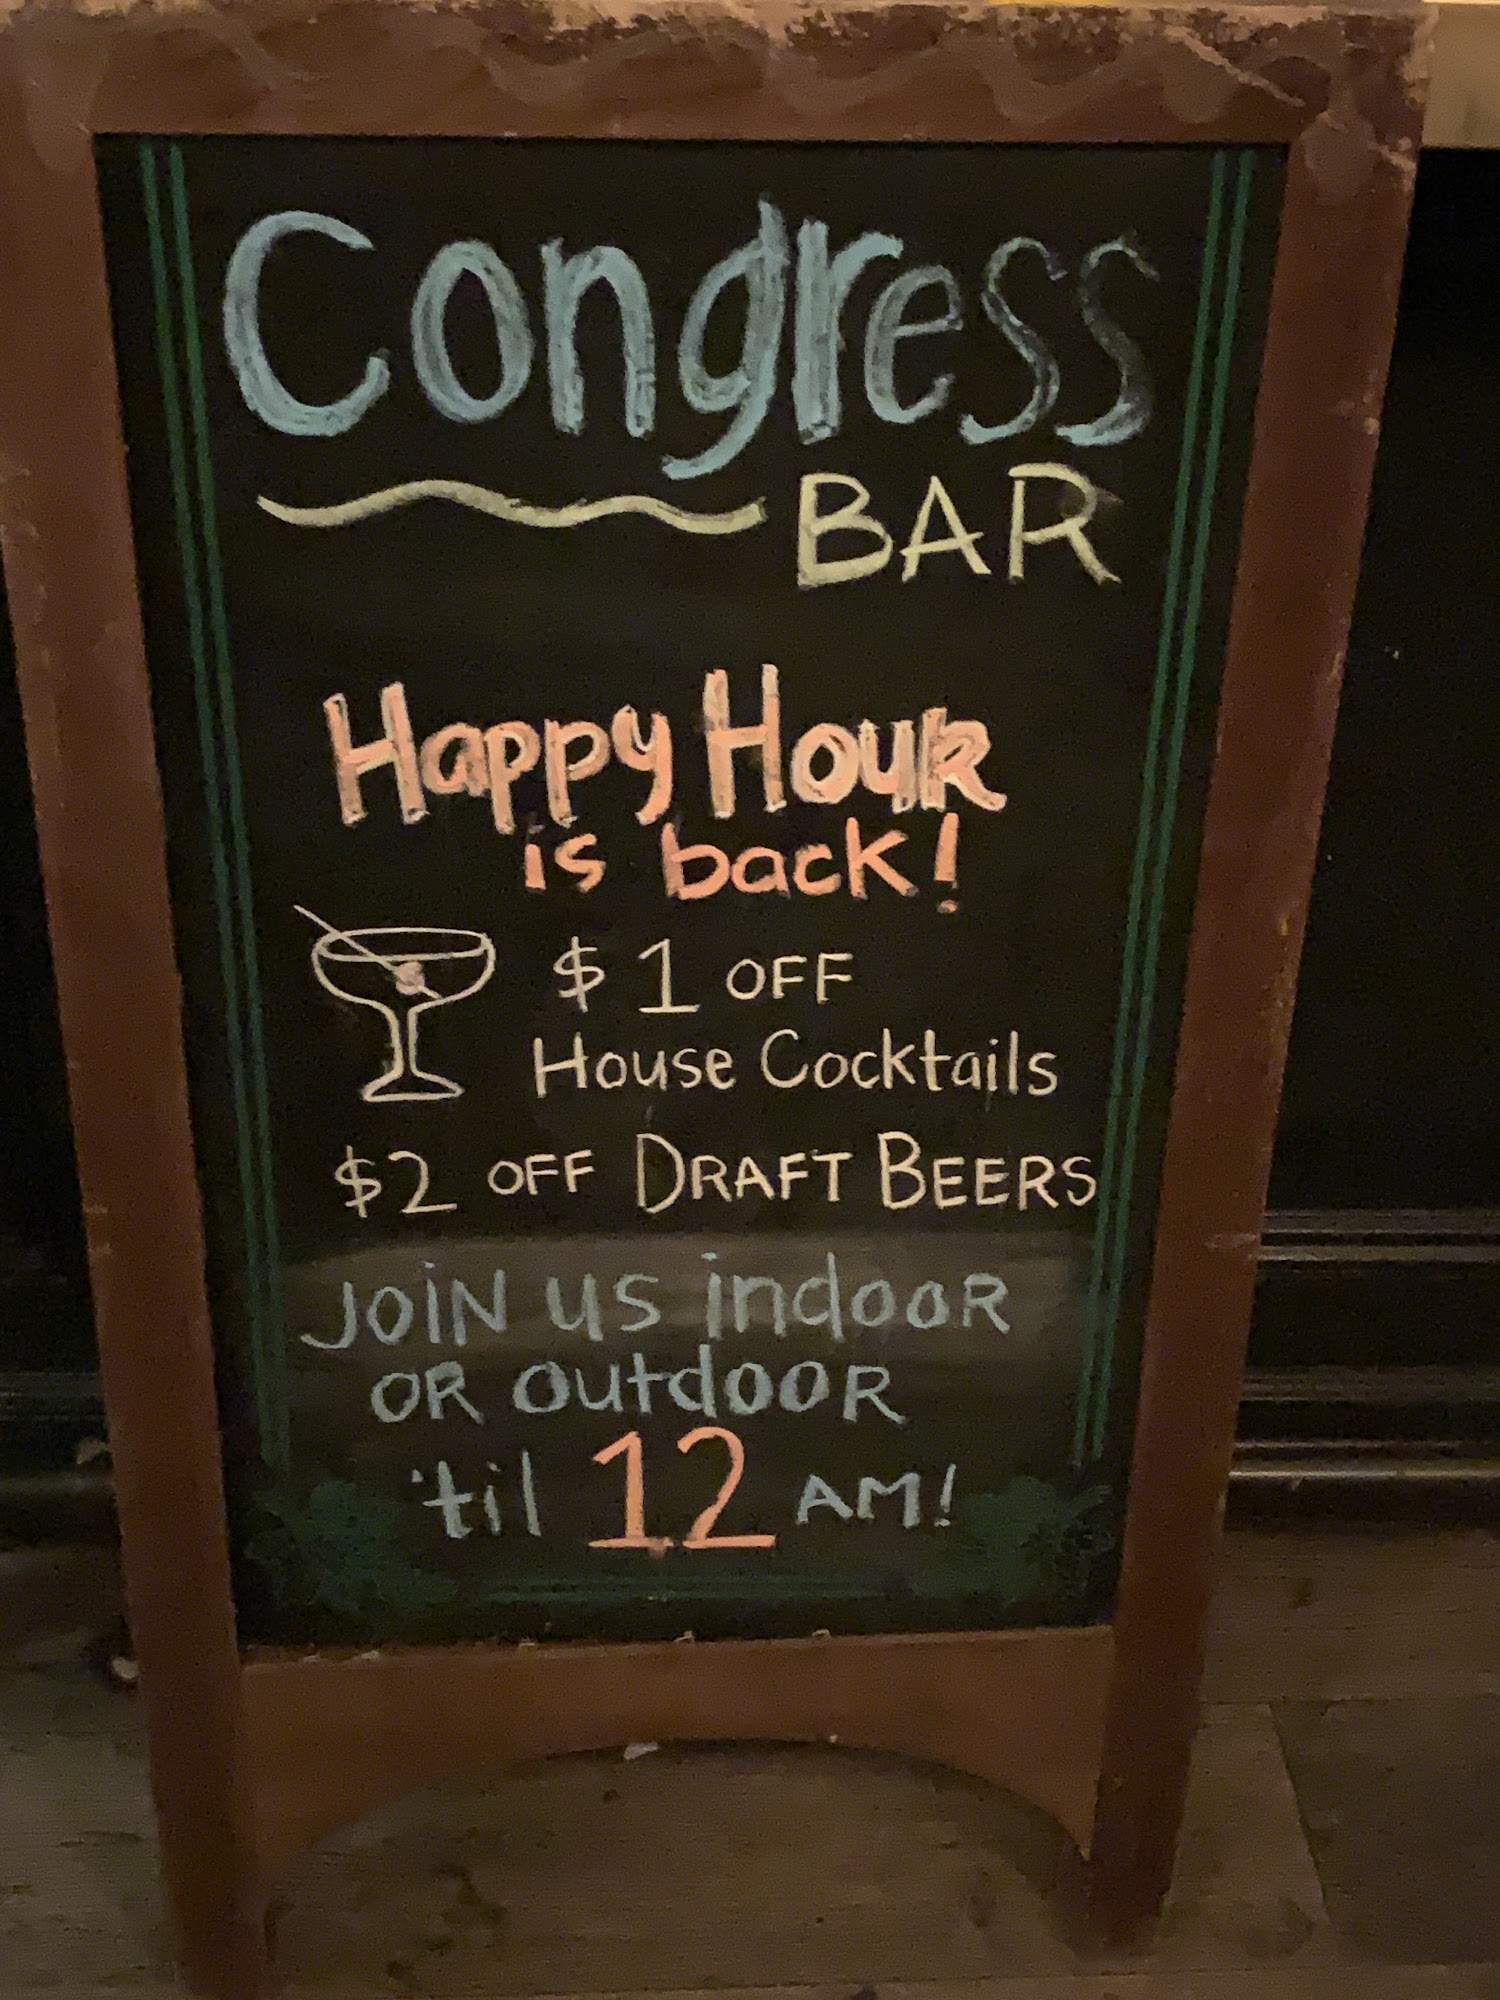 Congress
BAR
Happy Hour
is back!
$1 OFF
House Cocktails
$2 OFF DRAFT BEERS
JOIN us indooR
OR outdooR
'til 12 AM!